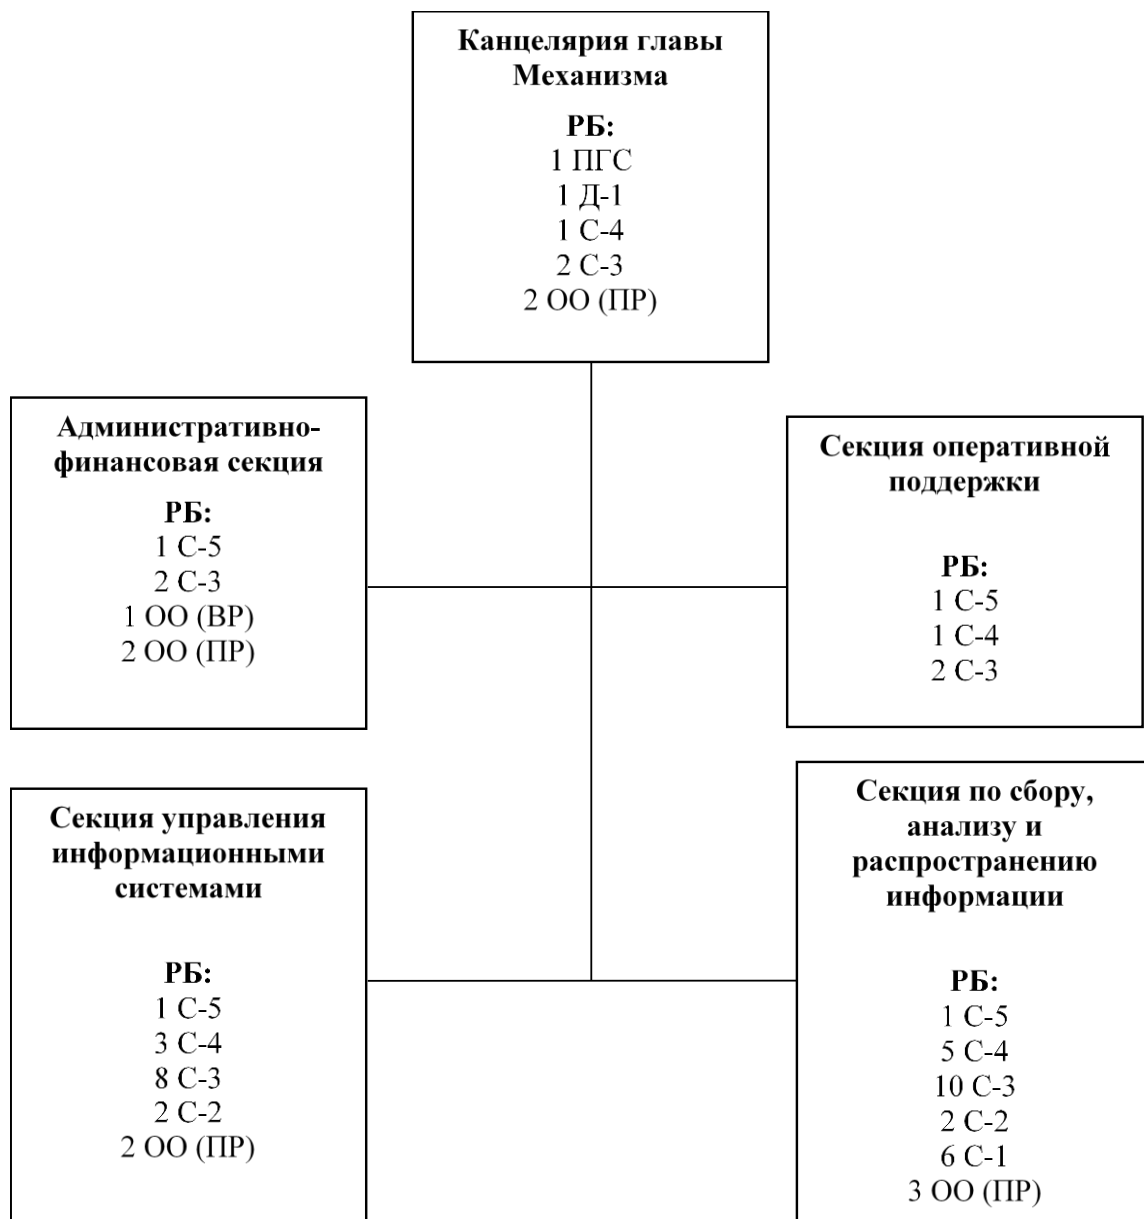 Канцелярия главы
Механизма
РБ:
1 ПГС
1 Д-1
1 С-4
2 С-3
2 ОО (ПР)
Административно-
финансовая секция
РБ:
1 С-5
2 С-3
1 ОО (ВР)
2 ОО (ПР)
Секция оперативной
поддержки
РБ:
1 С-5
1 С-4
2 С-3
Секция управления
информационными
системами
РБ:
1 С-5
3 С-4
8 С-3
2 С-2
2 ОО (ПР)
Секция по сбору,
анализу и
распространению
информации
РБ:
1 С-5
5 С-4
10 С-3
2 С-2
6 С-1
3 ОО (ПР)